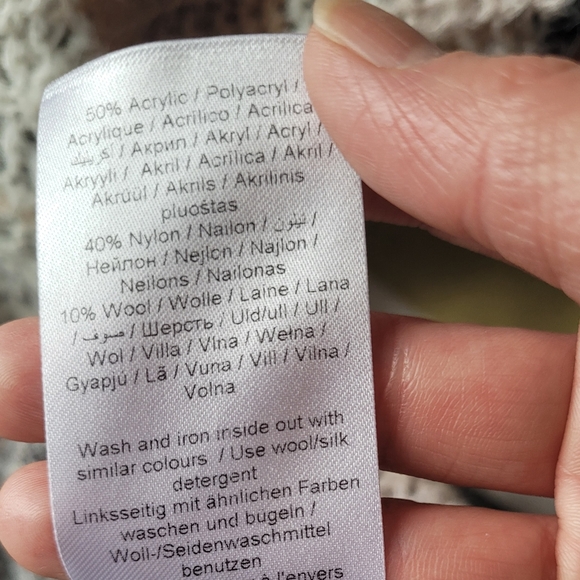 50% Acrylic / Polyacryl /
Acrylique / Acrilico / Acrilica
/ أكريليك / Акрил / Akryl / Acryl /
Akryyli / Akril / Acrilica / Akril /
Akrüül / Akrils / Akrilinis
pluoštas
40% Nylon / Nailon / نيلون /
Нейлон / Nejlon / Najlon /
Neilons / Nailonas
10% Wool / Wolle / Laine / Lana
/ صوف / Шерсть / Uld/ull / Ull /
Wol / Villa / Vlna / Wełna /
Gyapjú / Lã / Vuna / Vill / Vilna /
Volna
Wash and iron inside out with
similar colours / Use wool/silk
detergent
Linksseitig mit ähnlichen Farben
waschen und bugeln /
Woll-/Seidenwaschmittel
benutzen
à l'envers